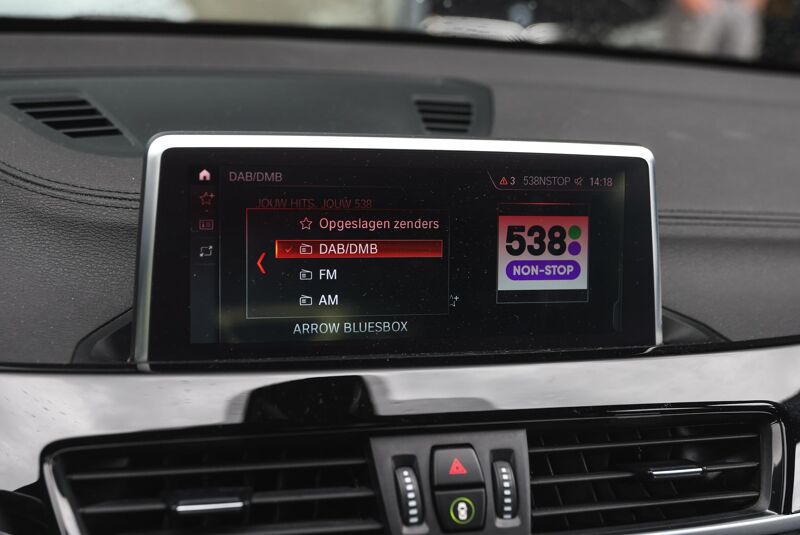 DAB/DMB
3 538NSTOP 14:18
JOUW HITS, JOUW 538
Opgeslagen zenders
DAB/DMB
FM
AM
ARROW BLUESBOX
538
NON-STOP